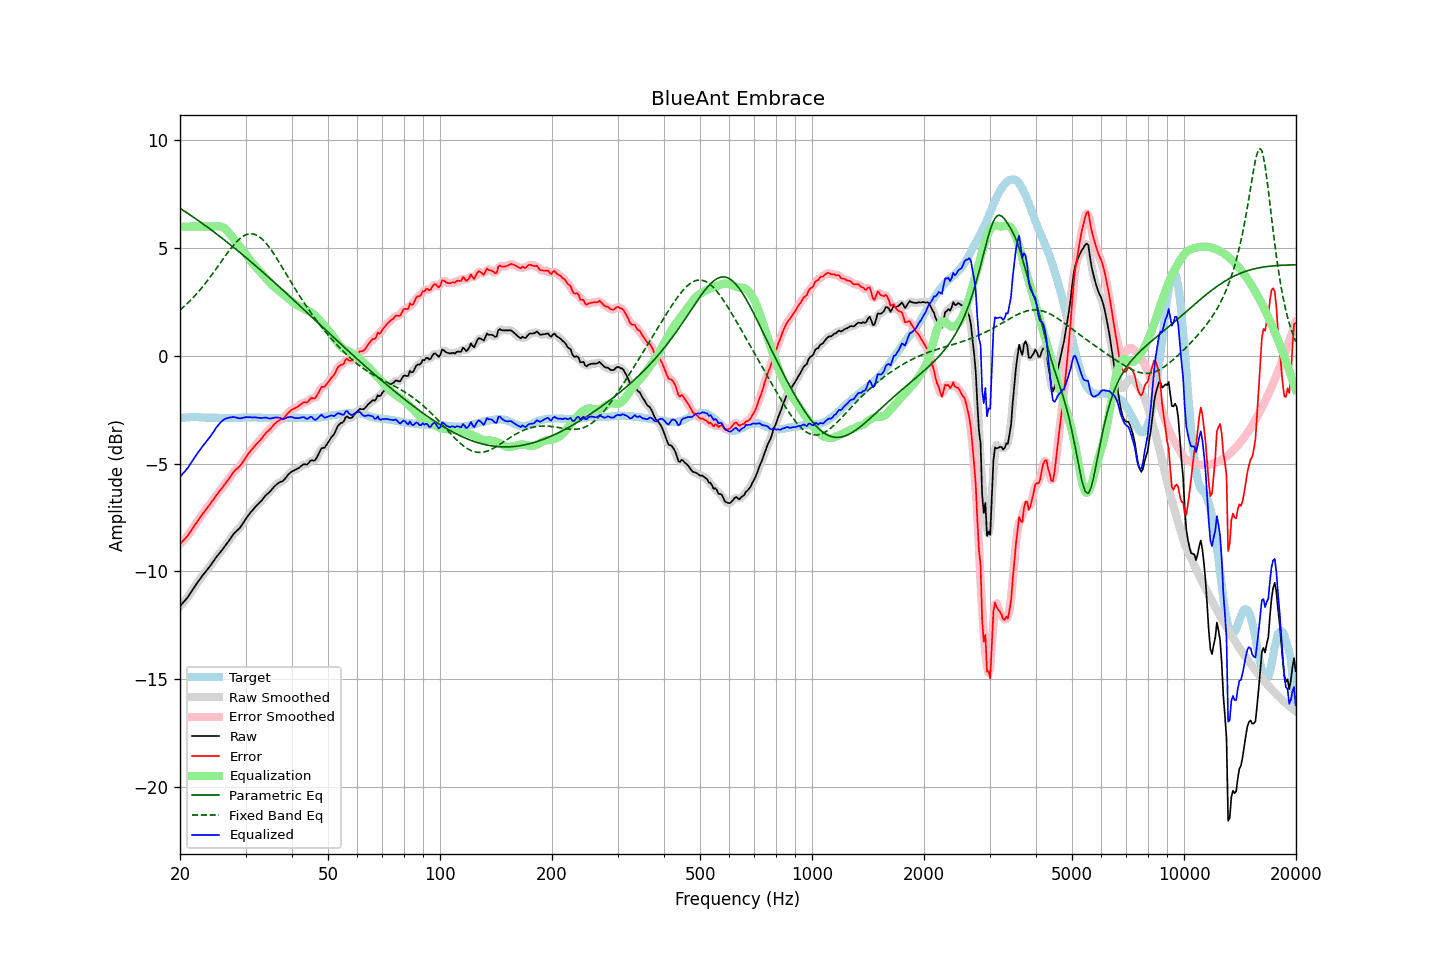 BlueAnt Embrace
Amplitude (dBr)
10
5
0
−5
−10
−15
−20
Target
Raw Smoothed
Error Smoothed
Raw
Error
Equalization
Parametric Eq
Fixed Band Eq
Equalized
20
50
100
200
500
1000
2000
5000
10000
20000
Frequency (Hz)